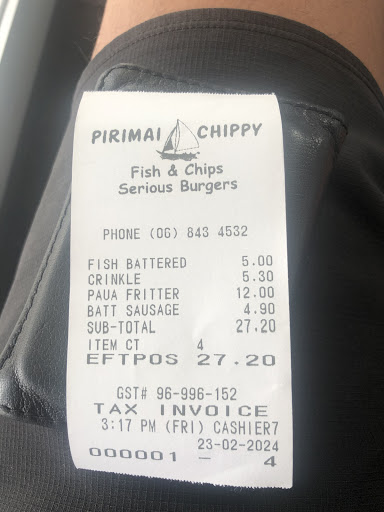 PIRIMAI CHIPPY
Fish & Chips
Serious Burgers
PHONE (OG) 843 4532
FISH BATTERED 5.00
CRINKLE 5.30
PAUA FRITTER 12.00
BATT SAUSAGE 4.90
SUB-TOTAL 27.20
ITEM CT 4
EFTPOS 27.20
GST# 96-996-152
TAX INVOICE
3:17 PM (FRI) CASHIER7
23-02-2024
000001 — 4